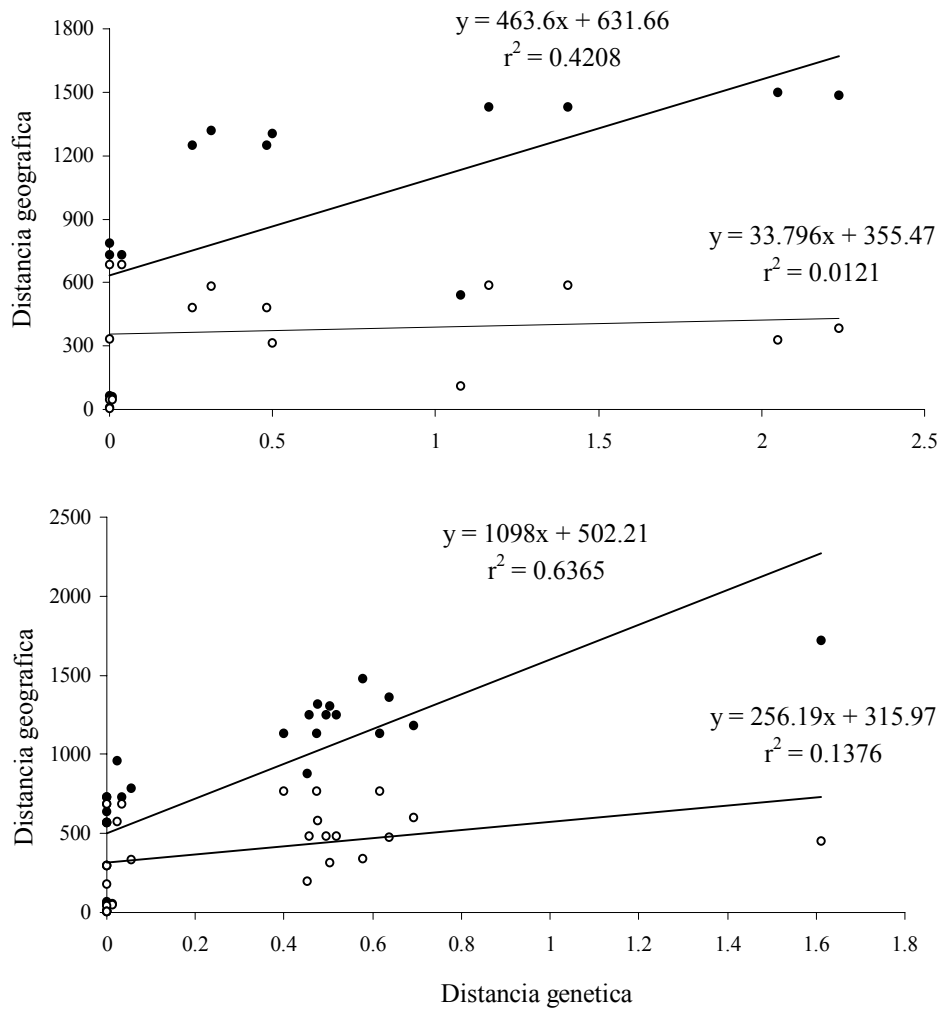 y = 463.6x + 631.66
r² = 0.4208
1800
1500
1200
900
600
300
0
y = 33.796x + 355.47
r² = 0.0121
Distancia geografica
0 0.5 1 1.5 2 2.5
2500
2000
1500
1000
500
0
y = 1098x + 502.21
r² = 0.6365
y = 256.19x + 315.97
r² = 0.1376
Distancia geografica
0 0.2 0.4 0.6 0.8 1 1.2 1.4 1.6 1.8
Distancia genetica